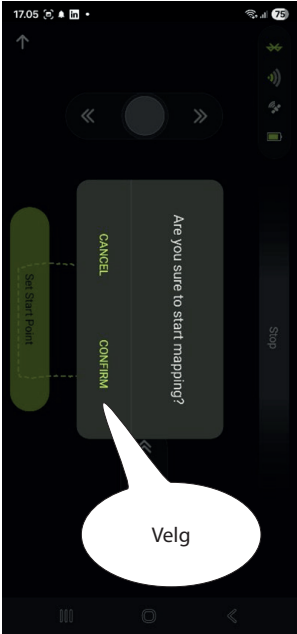 17.05
75
Stop
Are you sure to start mapping?
CANCEL
CONFIRM
Set Start Point
Velg